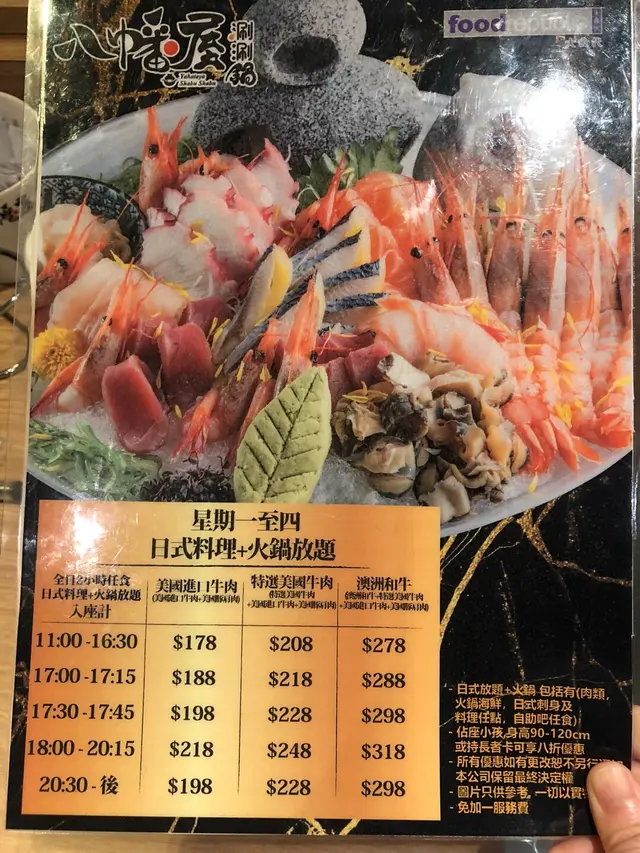 八幡屋
涮涮鍋
Yahataya
Shabu Shabu
food
星期一至四
日式料理+火鍋放題
全日2小時任食
日式料理+火鍋放題
入座計
美國進口牛肉
特選美國牛肉
澳洲和牛
11:00 -16:30 $178 $208 $278
17:00 -17:15 $188 $218 $288
17:30 -17:45 $198 $228 $298
18:00 -20:15 $218 $248 $318
20:30 -後 $198 $228 $298
- 日式放題+火鍋 包括有(肉類,
火鍋海鮮, 日式刺身及
料理任點, 自助吧任食)
- 佔座小孩,身高90-120cm
或持長者卡可享八折優惠
- 所有優惠如有更改恕不另行
本公司保留最終決定權
- 圖片只供參考, 一切以實
- 免加一服務費